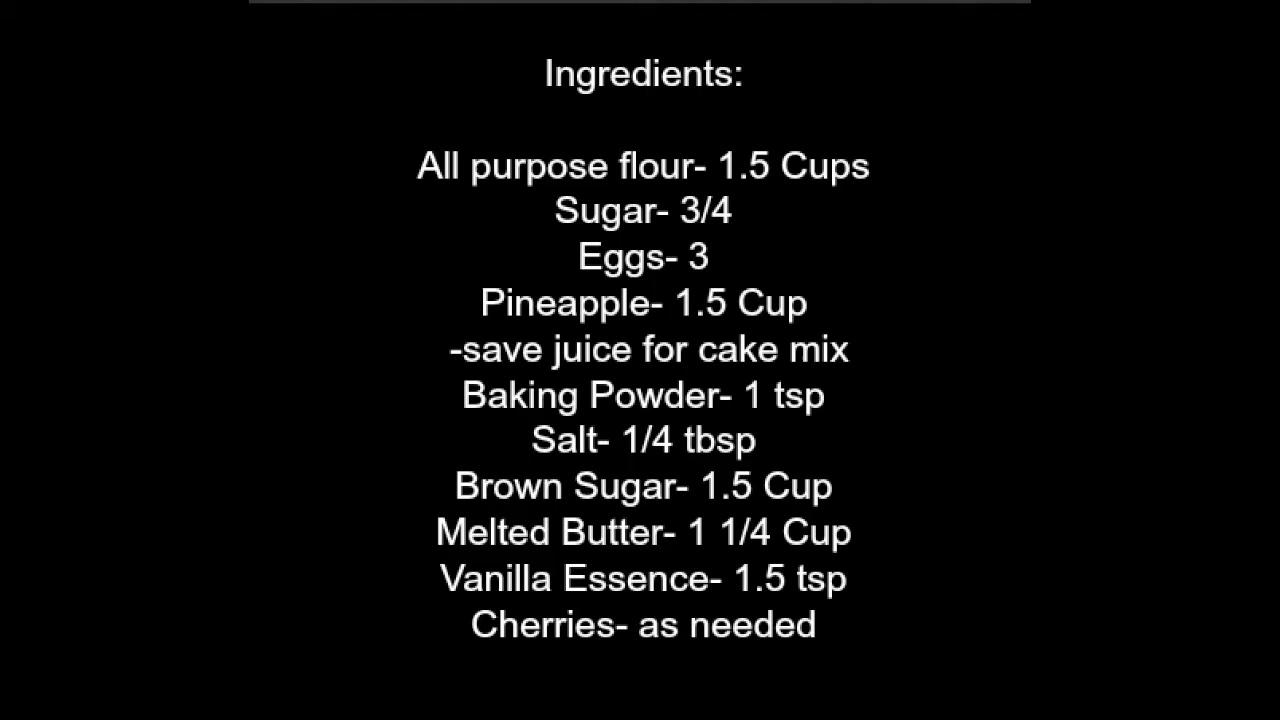 Ingredients:
All purpose flour- 1.5 Cups
Sugar- 3/4
Eggs- 3
Pineapple- 1.5 Cup
-save juice for cake mix
Baking Powder- 1 tsp
Salt- 1/4 tbsp
Brown Sugar- 1.5 Cup
Melted Butter- 1 1/4 Cup
Vanilla Essence- 1.5 tsp
Cherries- as needed